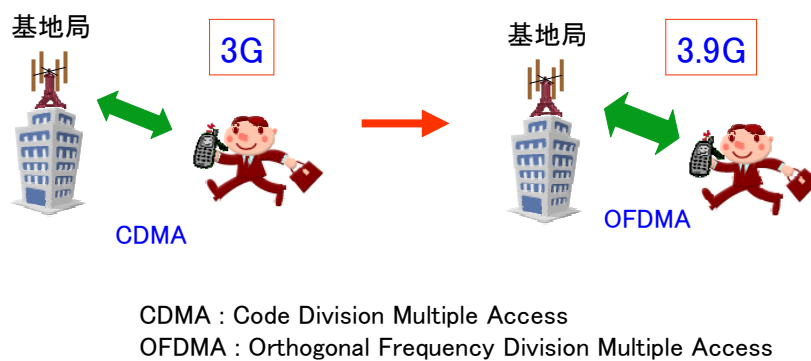 基地局
3G
CDMA
基地局
3.9G
OFDMA
CDMA : Code Division Multiple Access
OFDMA : Orthogonal Frequency Division Multiple Access